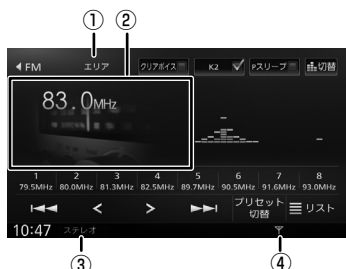 ① ②
FM エリア クリアボイス K2 Pスリープ 切替
83.0MHz
1 2 3 4 5 6 7 8
79.5MHz 80.0MHz 81.3MHz 82.5MHz 89.7MHz 90.5MHz 91.6MHz 93.0MHz
プリセット
切替 リスト
10:47 ステレオ
③ ④